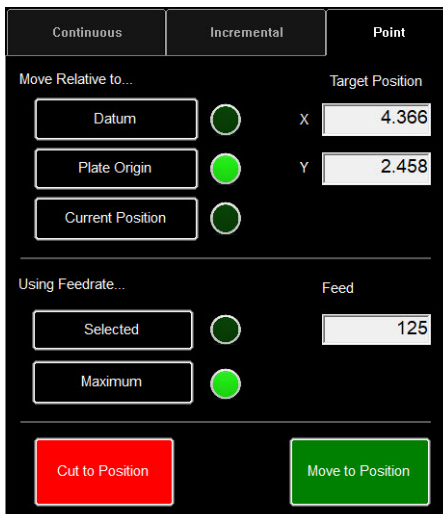 Continuous Incremental Point
Move Relative to... Target Position
Datum X 4.366
Plate Origin Y 2.458
Current Position
Using Feedrate... Feed
Selected 125
Maximum
Cut to Position Move to Position